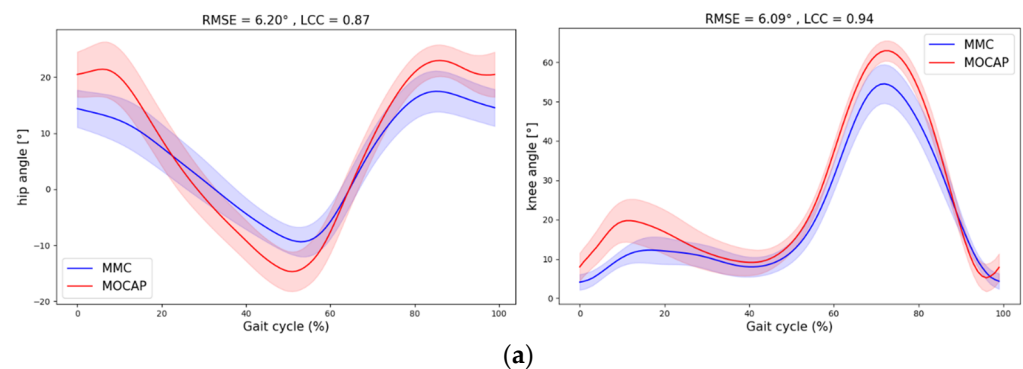 RMSE = 6.20° , LCC = 0.87
hip angle [°]
20
10
0
−10
−20
MMC
MOCAP
0 20 40 60 80 100
Gait cycle (%)
RMSE = 6.09° , LCC = 0.94
knee angle [°]
60
50
40
30
20
10
0
MMC
MOCAP
0 20 40 60 80 100
Gait cycle (%)
(a)